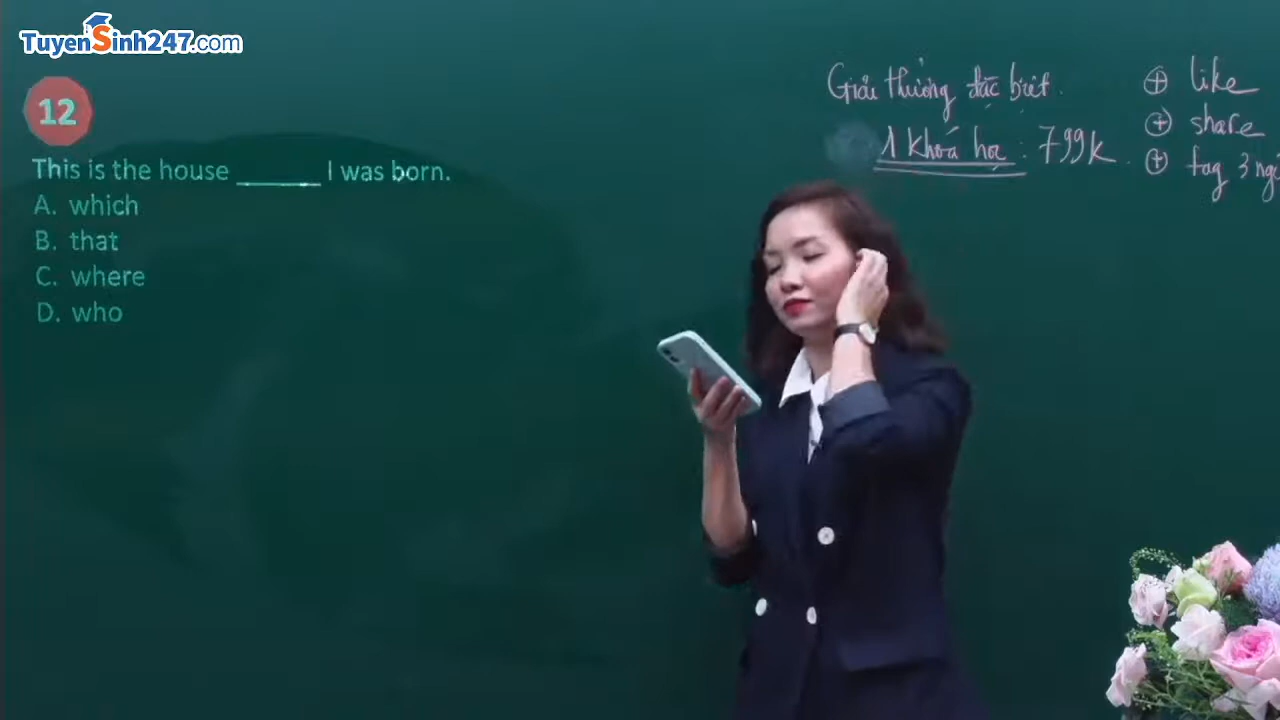 TuyenSinh247.com
12
This is the house ______ I was born.
A. which
B. that
C. where
D. who
Giải thưởng đặc biệt.
1 khoá học : 799k.
⊕ like
⊕ share
⊕ tag 3